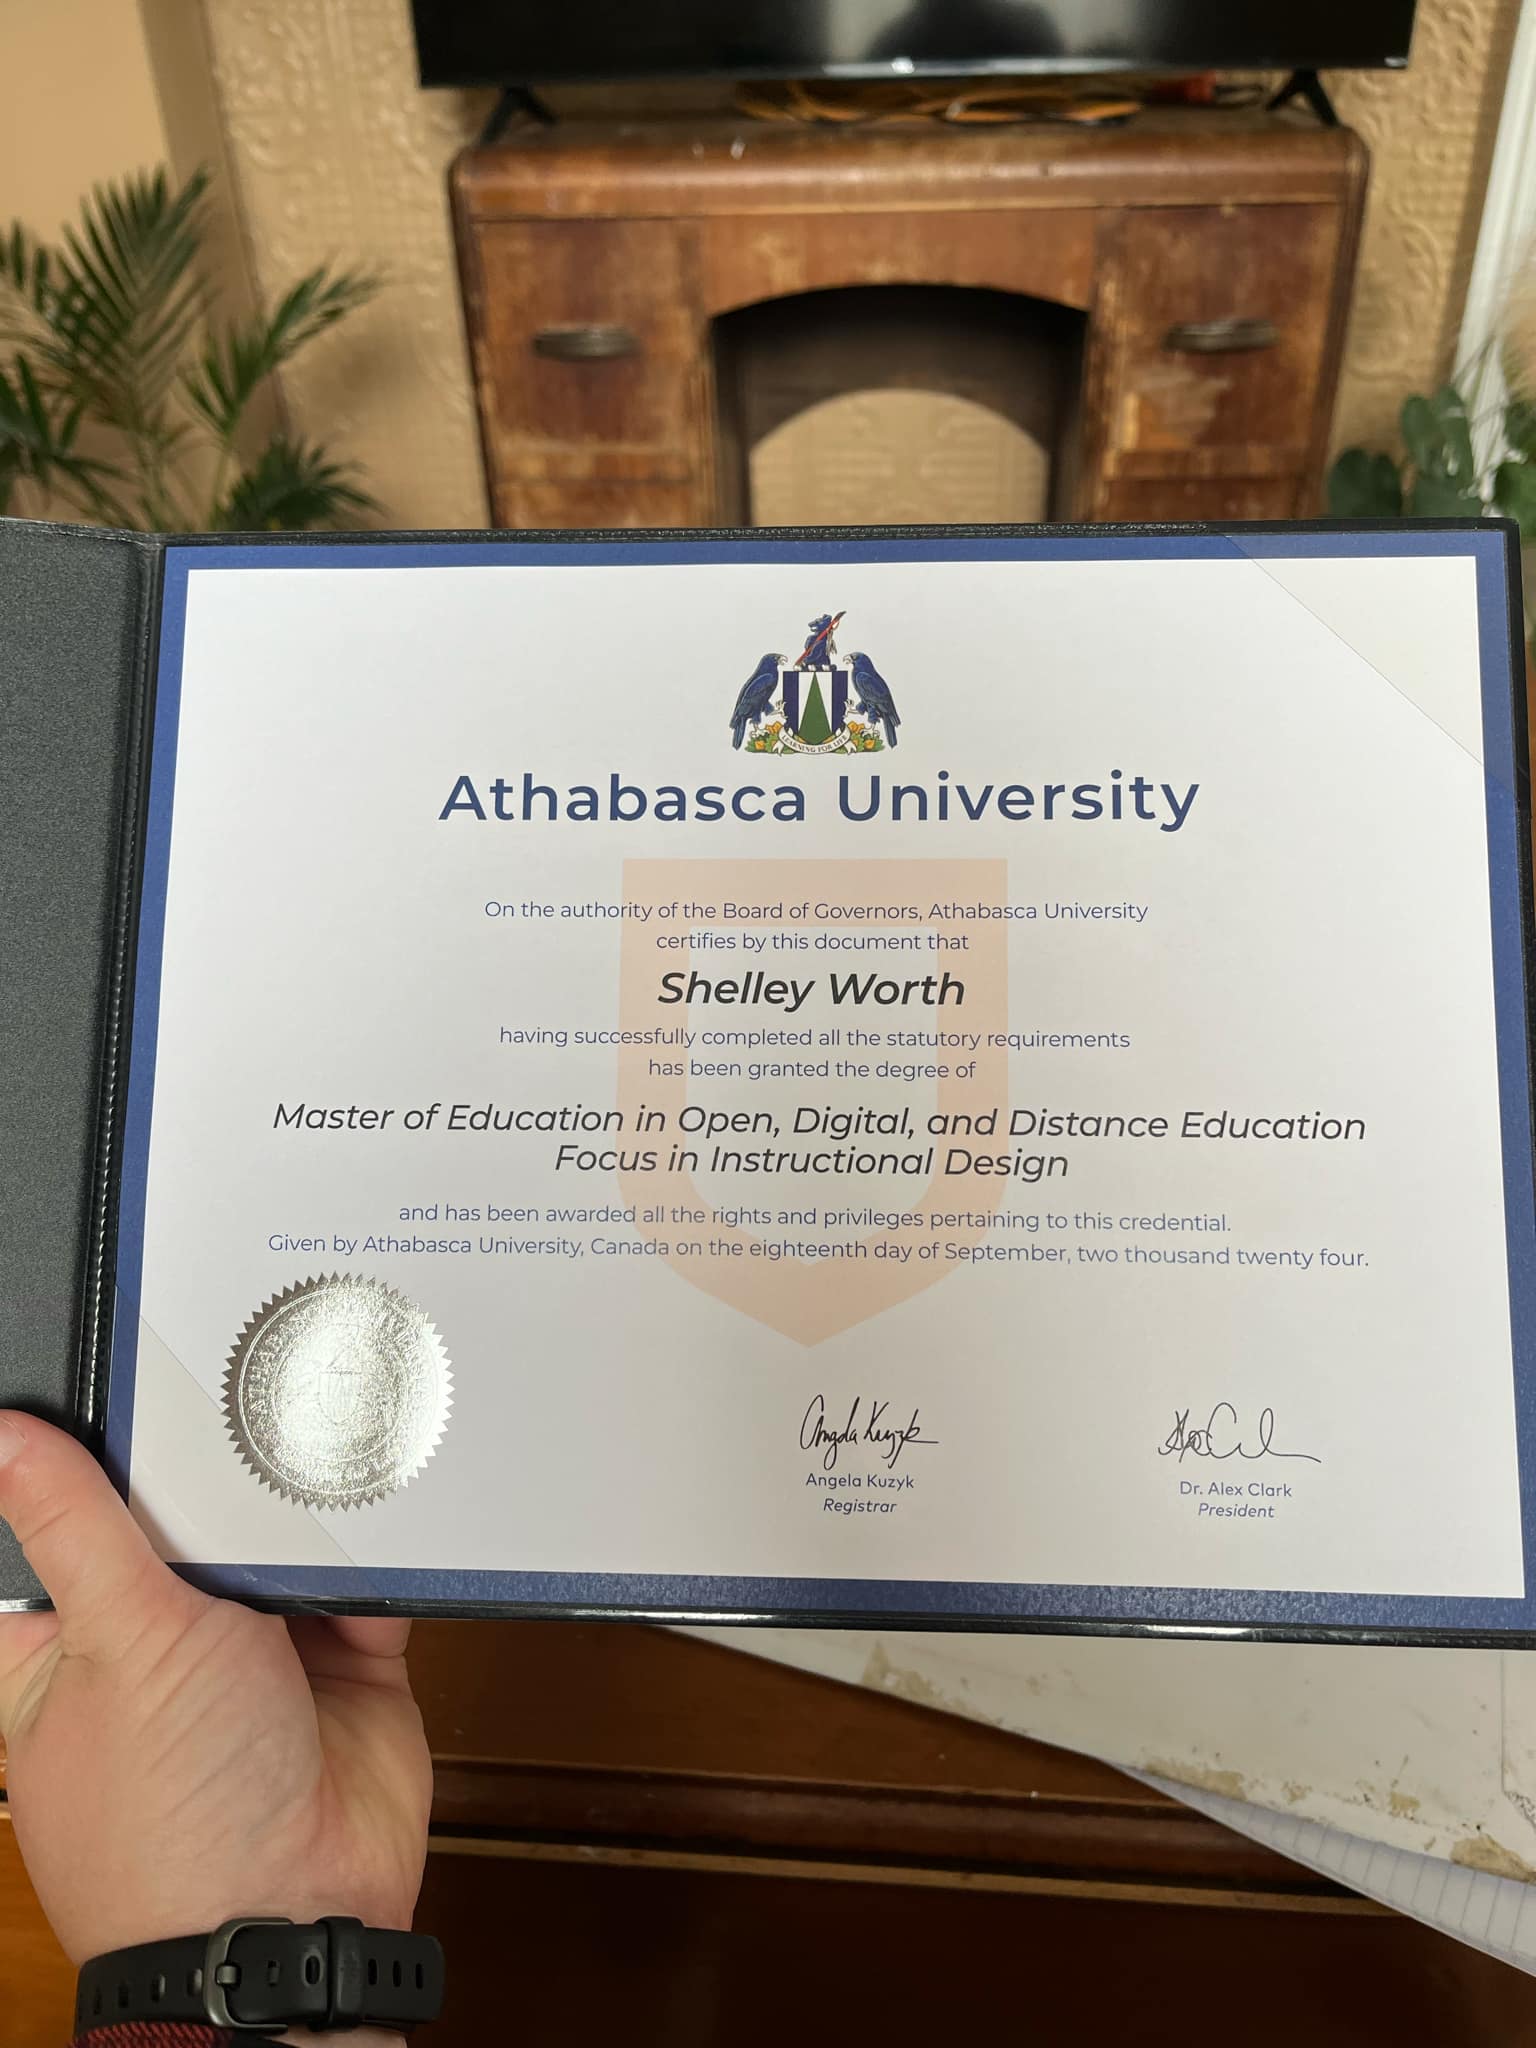 LEARNING FOR LIFE
Athabasca University
On the authority of the Board of Governors, Athabasca University
certifies by this document that
Shelley Worth
having successfully completed all the statutory requirements
has been granted the degree of
Master of Education in Open, Digital, and Distance Education
Focus in Instructional Design
and has been awarded all the rights and privileges pertaining to this credential.
Given by Athabasca University, Canada on the eighteenth day of September, two thousand twenty four.
Angela Kuzyk
Angela Kuzyk
Registrar
Dr. Alex Clark
President